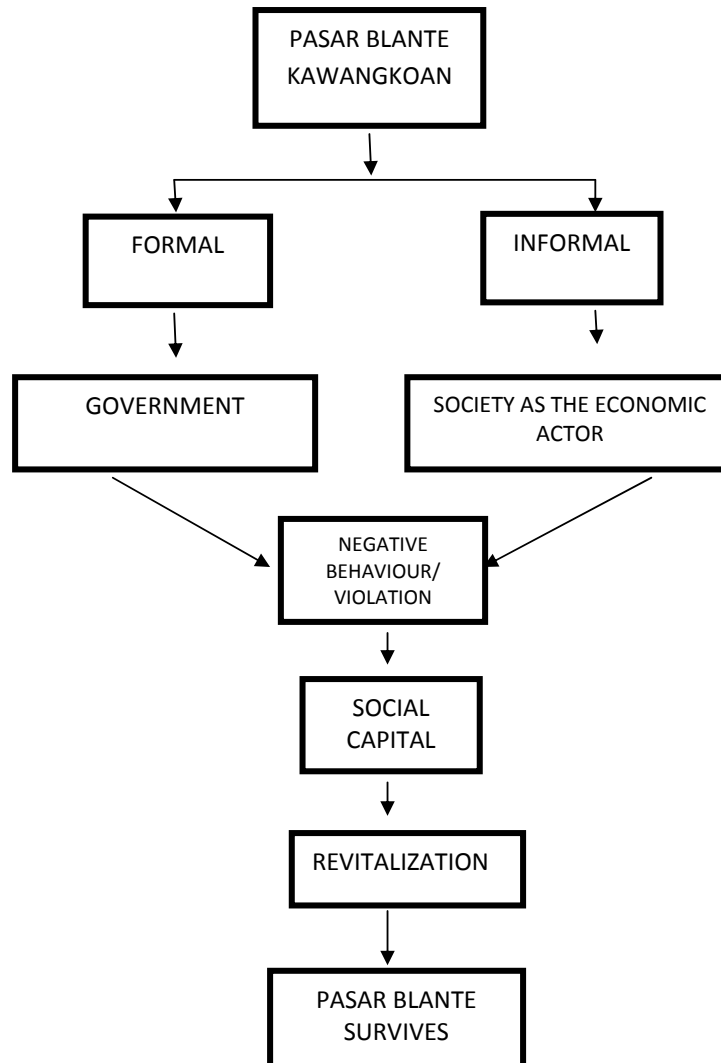 PASAR BLANTE
KAWANGKOAN
FORMAL
INFORMAL
GOVERNMENT
SOCIETY AS THE ECONOMIC
ACTOR
NEGATIVE
BEHAVIOUR/
VIOLATION
SOCIAL
CAPITAL
REVITALIZATION
PASAR BLANTE
SURVIVES